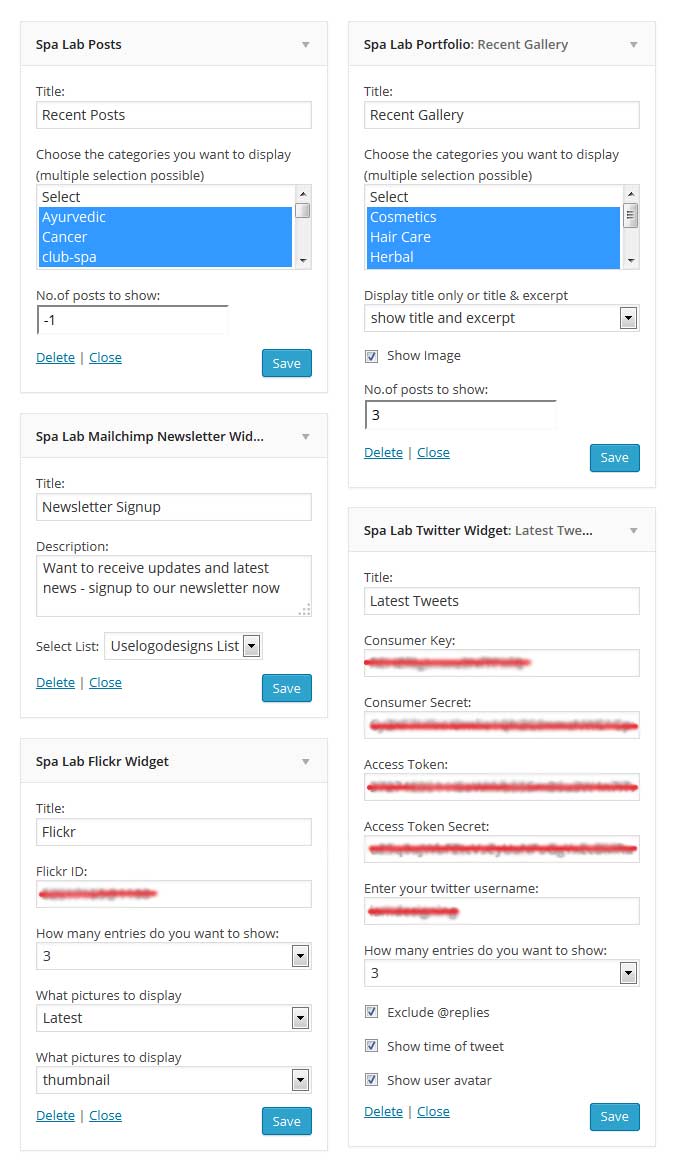 Spa Lab Posts
Title:
Recent Posts
Choose the categories you want to display
(multiple selection possible)
Select
Ayurvedic
Cancer
club-spa
No.of posts to show:
-1
Delete | Close
Save
Spa Lab Mailchimp Newsletter Wid...
Title:
Newsletter Signup
Description:
Want to receive updates and latest
news - signup to our newsletter now
Select List: Uselogodesigns List
Delete | Close
Save
Spa Lab Flickr Widget
Title:
Flickr
Flickr ID:
How many entries do you want to show:
3
What pictures to display
Latest
What pictures to display
thumbnail
Delete | Close
Save
Spa Lab Portfolio: Recent Gallery
Title:
Recent Gallery
Choose the categories you want to display
(multiple selection possible)
Select
Cosmetics
Hair Care
Herbal
Display title only or title & excerpt
show title and excerpt
Show Image
No.of posts to show:
3
Delete | Close
Save
Spa Lab Twitter Widget: Latest Twe...
Title:
Latest Tweets
Consumer Key:
Consumer Secret:
Access Token:
Access Token Secret:
Enter your twitter username:
How many entries do you want to show:
3
Exclude @replies
Show time of tweet
Show user avatar
Delete | Close
Save